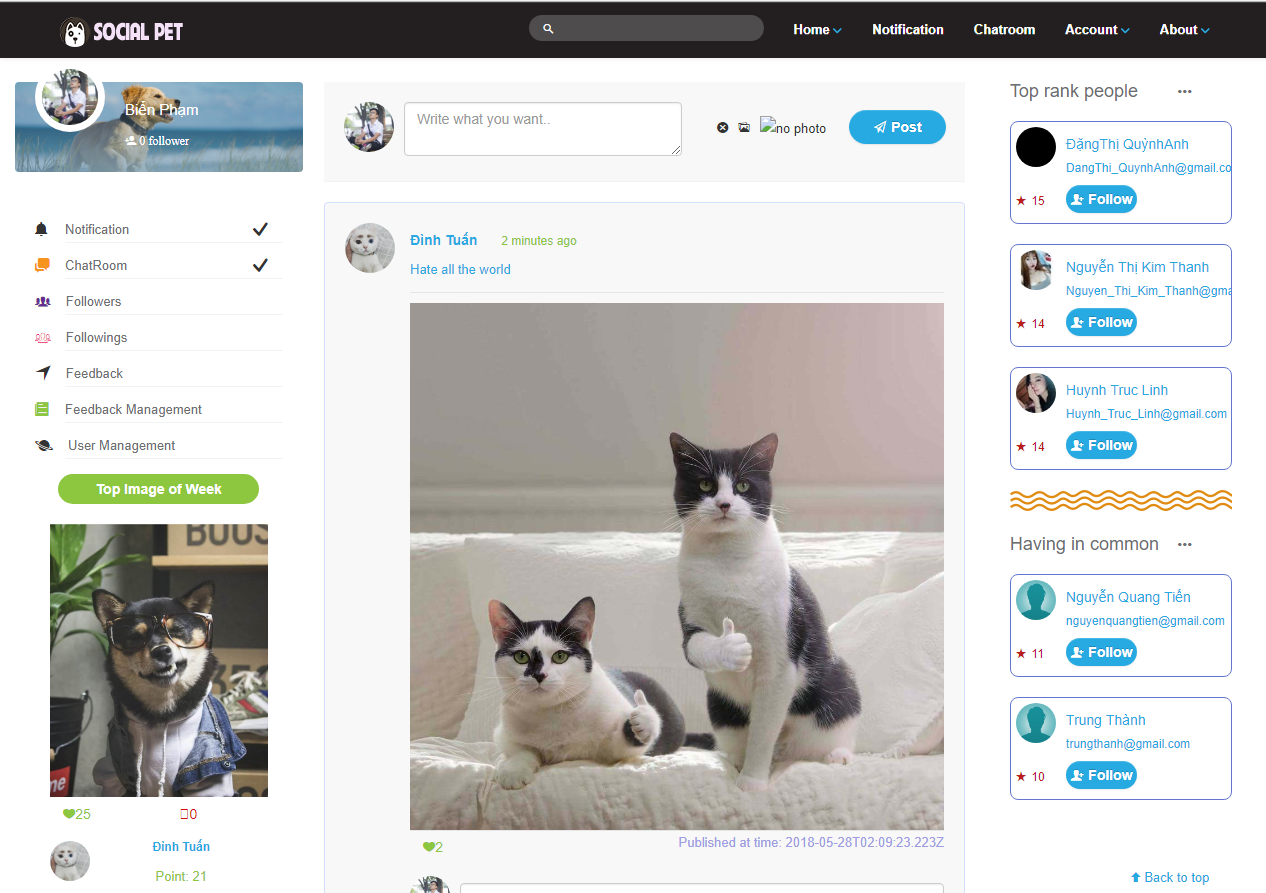 SOCIAL PET
Home
Notification
Chatroom
Account
About
Biển Phạm
0 follower
Notification
ChatRoom
Followers
Followings
Feedback
Feedback Management
User Management
Top Image of Week
25
0
Đình Tuấn
Point: 21
Write what you want..
no photo
Post
Đình Tuấn 2 minutes ago
Hate all the world
2
Published at time: 2018-05-28T02:09:23.223Z
Top rank people
ĐặngThị QuỳnhAnh
DangThi_QuynhAnh@gmail.co
15
Follow
Nguyễn Thị Kim Thanh
Nguyen_Thi_Kim_Thanh@gma
14
Follow
Huynh Truc Linh
Huynh_Truc_Linh@gmail.com
14
Follow
Having in common
Nguyễn Quang Tiến
nguyenquangtien@gmail.com
11
Follow
Trung Thành
trungthanh@gmail.com
10
Follow
Back to top